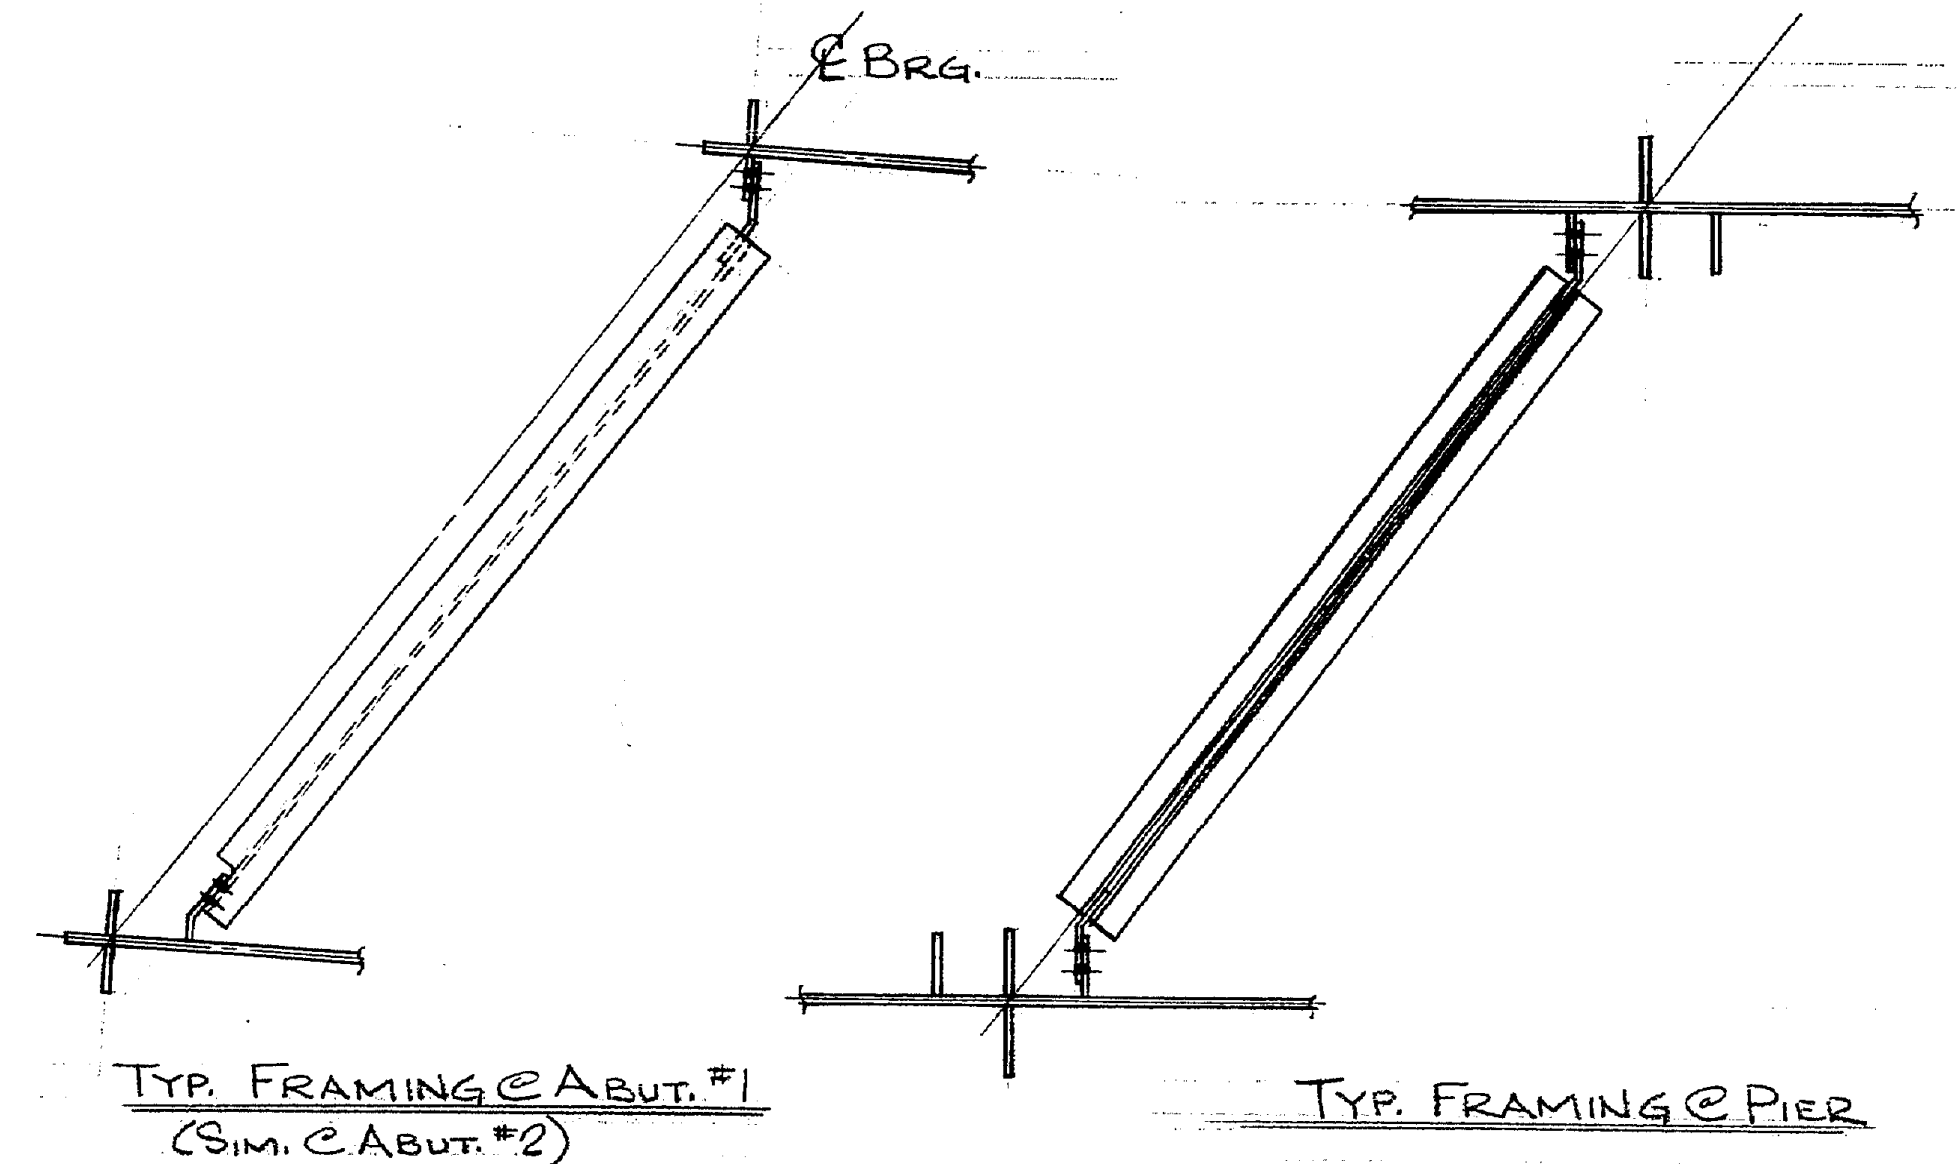 ℄ BRG.
TYP. FRAMING @ ABUT. #1
(SIM. @ ABUT. #2)
TYP. FRAMING @ PIER